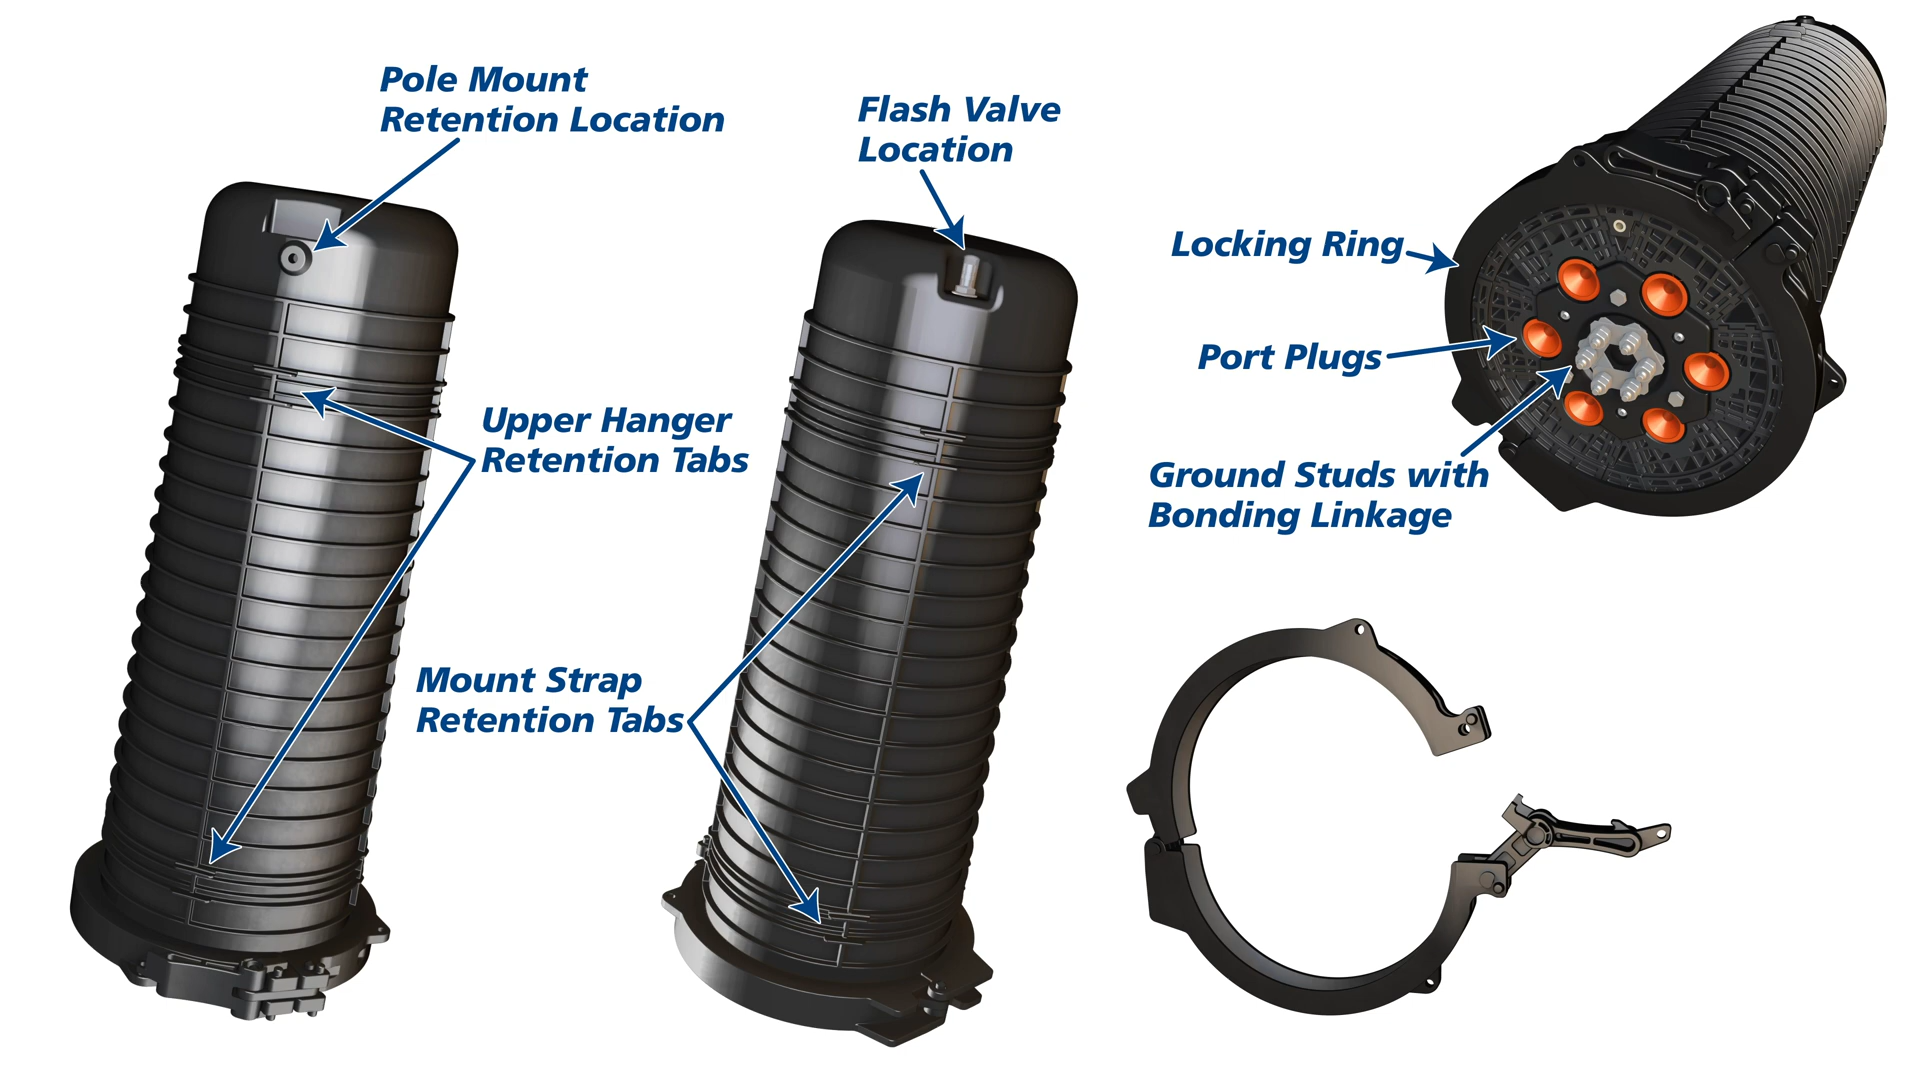 Pole Mount
Retention Location
Flash Valve
Location
Locking Ring
Port Plugs
Upper Hanger
Retention Tabs
Ground Studs with
Bonding Linkage
Mount Strap
Retention Tabs